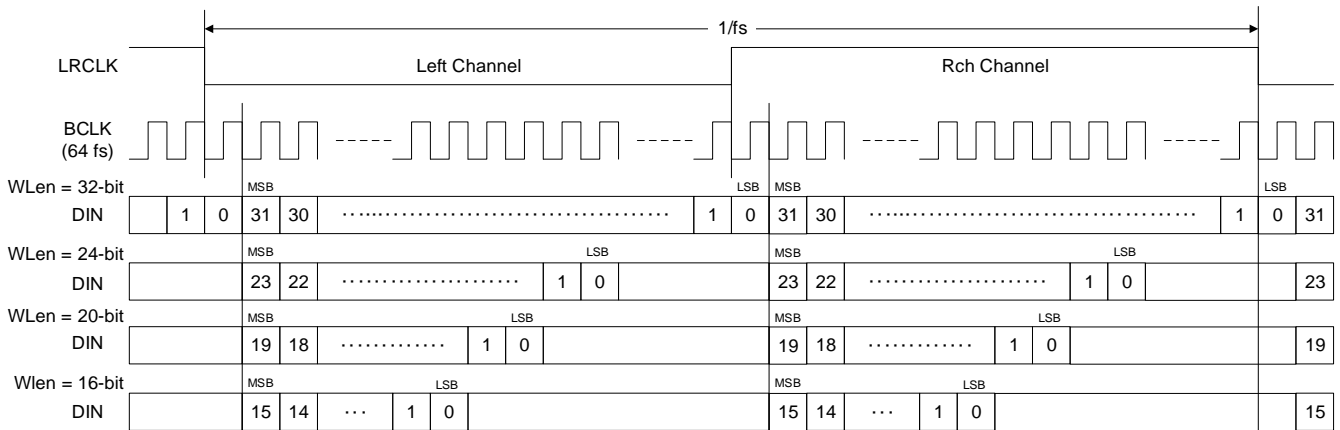 1/fs
LRCLK Left Channel Rch Channel
BCLK
(64 fs)
WLen = 32-bit MSB LSB MSB LSB
DIN 1 0 31 30 1 0 31 30 1 0 31
WLen = 24-bit MSB LSB MSB LSB
DIN 23 22 1 0 23 22 1 0 23
WLen = 20-bit MSB LSB MSB LSB
DIN 19 18 1 0 19 18 1 0 19
Wlen = 16-bit MSB LSB MSB LSB
DIN 15 14 ... 1 0 15 14 ... 1 0 15